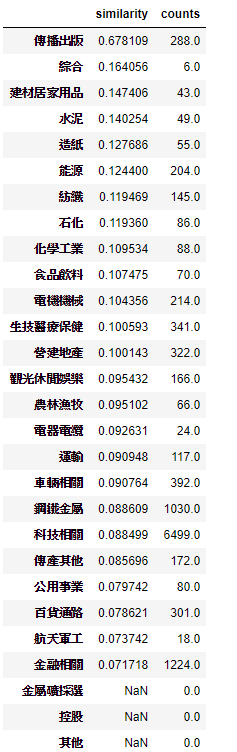 similarity counts
傳播出版 0.678109 288.0
綜合 0.164056 6.0
建材居家用品 0.147406 43.0
水泥 0.140254 49.0
造紙 0.127686 55.0
能源 0.124400 204.0
紡織 0.119469 145.0
石化 0.119360 86.0
化學工業 0.109534 88.0
食品飲料 0.107475 70.0
電機機械 0.104356 214.0
生技醫療保健 0.100593 341.0
營建地產 0.100143 322.0
觀光休閒娛樂 0.095432 166.0
農林漁牧 0.095102 66.0
電器電纜 0.092631 24.0
運輸 0.090948 117.0
車輛相關 0.090764 392.0
鋼鐵金屬 0.088609 1030.0
科技相關 0.088499 6499.0
傳產其他 0.085696 172.0
公用事業 0.079742 80.0
百貨通路 0.078621 301.0
航天軍工 0.073742 18.0
金融相關 0.071718 1224.0
金屬礦採選 NaN 0.0
控股 NaN 0.0
其他 NaN 0.0